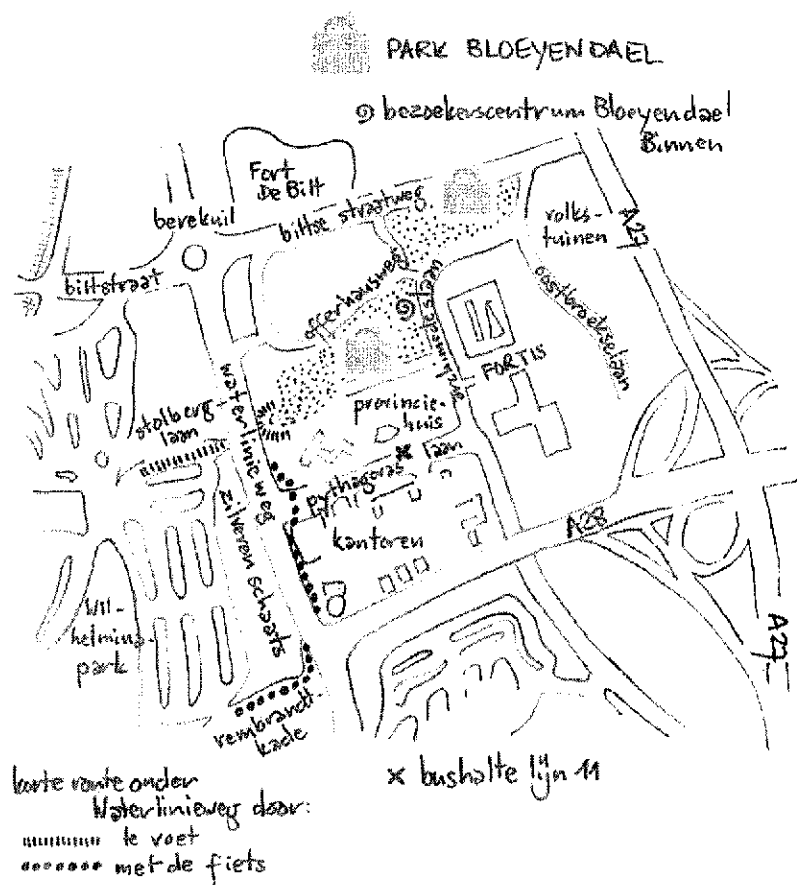 PARK BLOEYENDAEL
bezoekerscentrum Bloeyendael
Binnen
Fort
De Bilt
berekuil
biltse straatweg
volks-
tuinen
A27
biltstraat
offerhausweg
oostbroekselaan
FORTIS
waterlinieweg
stolberg-
laan
provincie-
huis
pythagoras laan
zilveren schaats
kantoren
A28
wil-
helmina-
park
A27
rembrandt-
kade
korte route onder
Waterlinieweg door:
te voet
met de fiets
x bushalte lijn 11